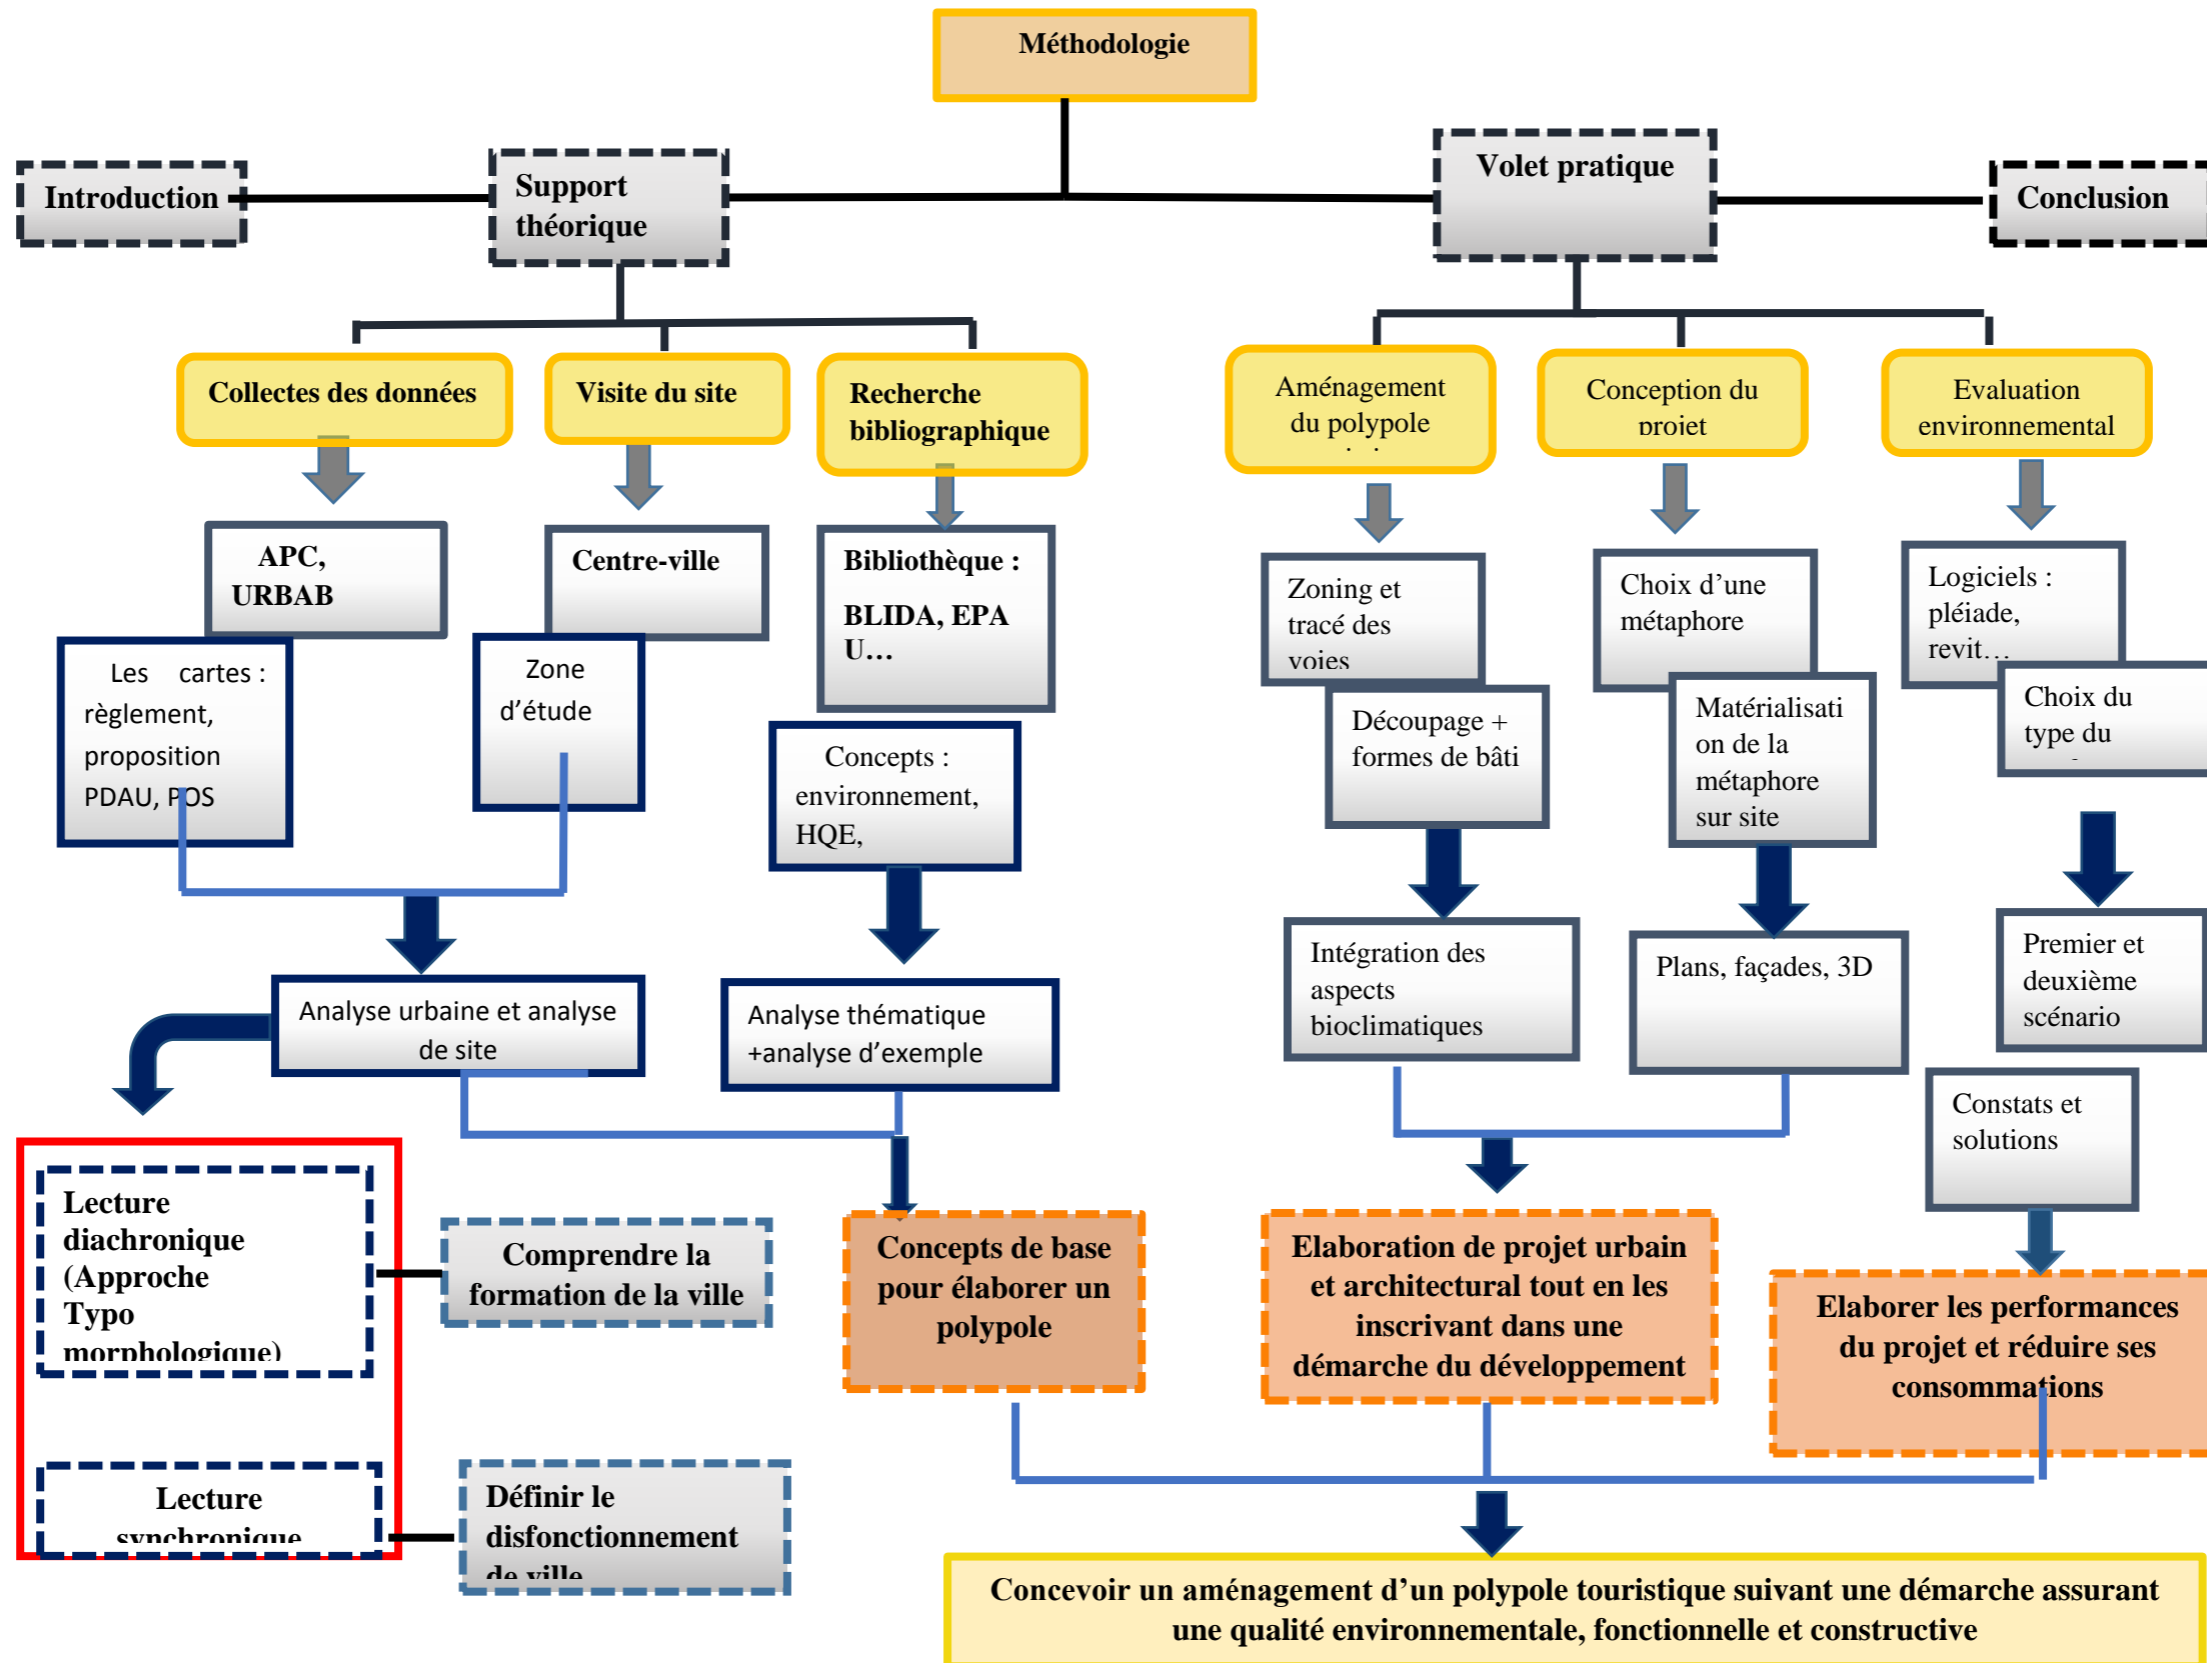 Méthodologie
Introduction
Support
théorique
Volet pratique
Conclusion
Collectes des données
Visite du site
Recherche
bibliographique
Aménagement
du polypole
Conception du
projet
Evaluation
environnemental
APC,
URBAB
Centre-ville
Bibliothèque :
BLIDA, EPA
U…
Zoning et
tracé des
voies
Choix d’une
métaphore
Logiciels :
pléiade,
revit…
Les cartes :
règlement,
proposition
PDAU, POS
Zone
d’étude
Concepts :
environnement,
HQE,
Découpage +
formes de bâti
Matérialisati
on de la
métaphore
sur site
Choix du
type du
Analyse urbaine et analyse
de site
Analyse thématique
+analyse d’exemple
Intégration des
aspects
bioclimatiques
Plans, façades, 3D
Premier et
deuxième
scénario
Constats et
solutions
Lecture
diachronique
(Approche
Typo
morphologique)
Comprendre la
formation de la ville
Concepts de base
pour élaborer un
polypole
Elaboration de projet urbain
et architectural tout en les
inscrivant dans une
démarche du développement
Elaborer les performances
du projet et réduire ses
consommations
Lecture
synchronique
Définir le
disfonctionnement
de ville
Concevoir un aménagement d’un polypole touristique suivant une démarche assurant
une qualité environnementale, fonctionnelle et constructive